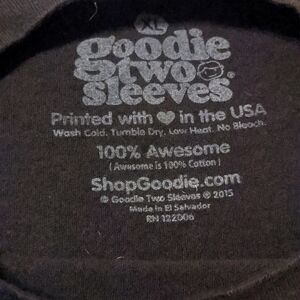 XL
goodie
two
sleeves®
Printed with ♥ in the USA
Wash Cold. Tumble Dry. Low Heat. No Bleach.
100% Awesome
(Awesome is 100% Cotton)
ShopGoodie.com
© Goodie Two Sleeves ® 2015
Made in El Salvador
RN 122006